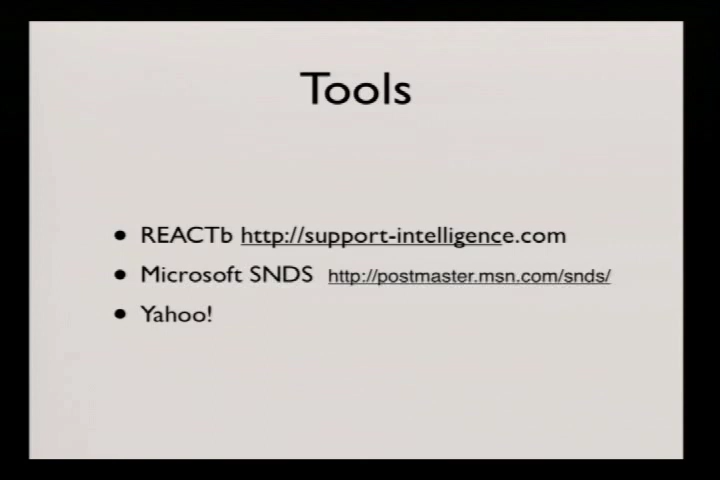 Tools
• REACTb http://support-intelligence.com
• Microsoft SNDS http://postmaster.msn.com/snds/
• Yahoo!